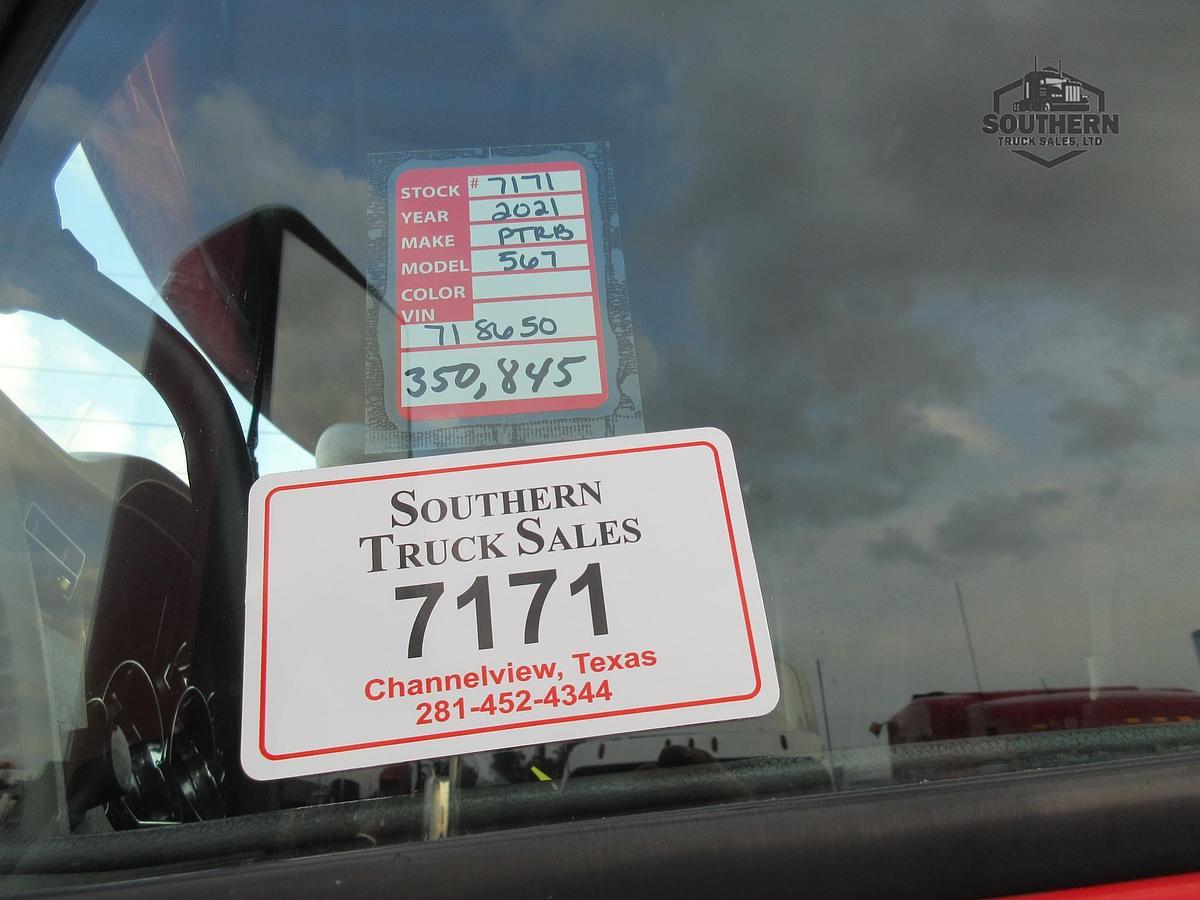 SOUTHERN
TRUCK SALES, LTD
STOCK # 7171
YEAR 2021
MAKE PTRB
MODEL 567
COLOR
VIN
718650
350,845
SOUTHERN
TRUCK SALES
7171
Channelview, Texas
281-452-4344